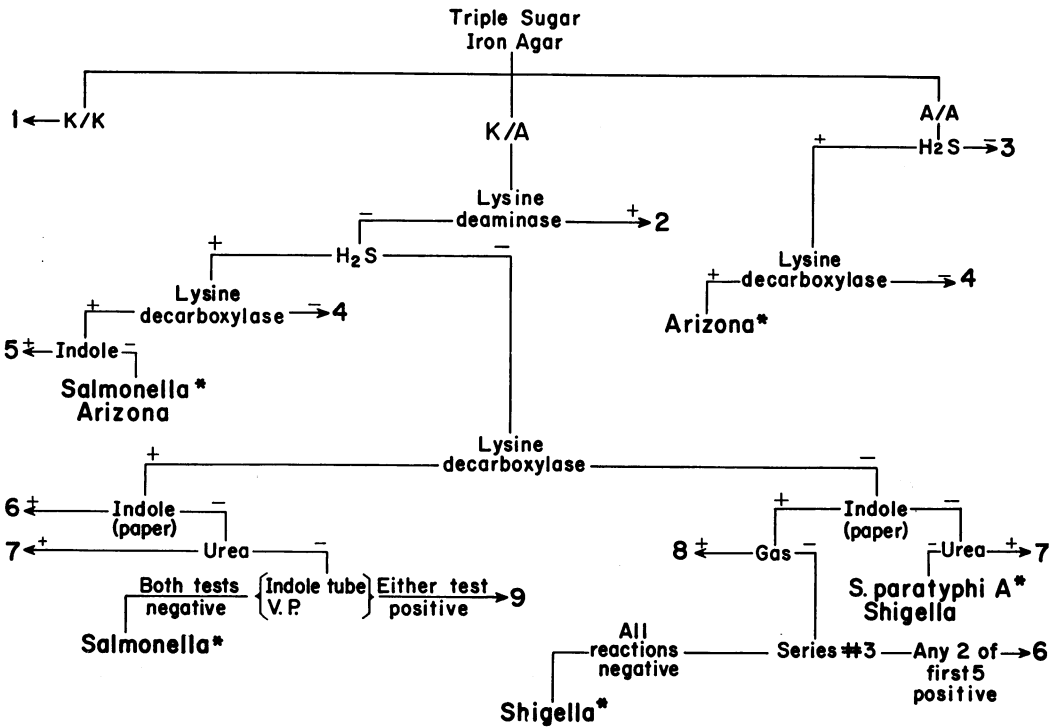 Triple Sugar
Iron Agar
1 K/K
K/A
A/A
+ H2S − 3
Lysine
− deaminase + 2
+ H2S −
Lysine
+ decarboxylase − 4
Lysine
+ decarboxylase − 4
Arizona*
5 + Indole −
Salmonella *
Arizona
Lysine
+ decarboxylase −
6 + Indole −
(paper)
7 + Urea −
Both tests
negative
{Indole tube
V. P.}
Either test
positive
9
Salmonella*
+ Indole −
(paper)
8 + Gas −
− Urea + 7
S. paratyphi A*
Shigella
All
reactions
negative
Series #3
Any 2 of
first 5
positive
6
Shigella*